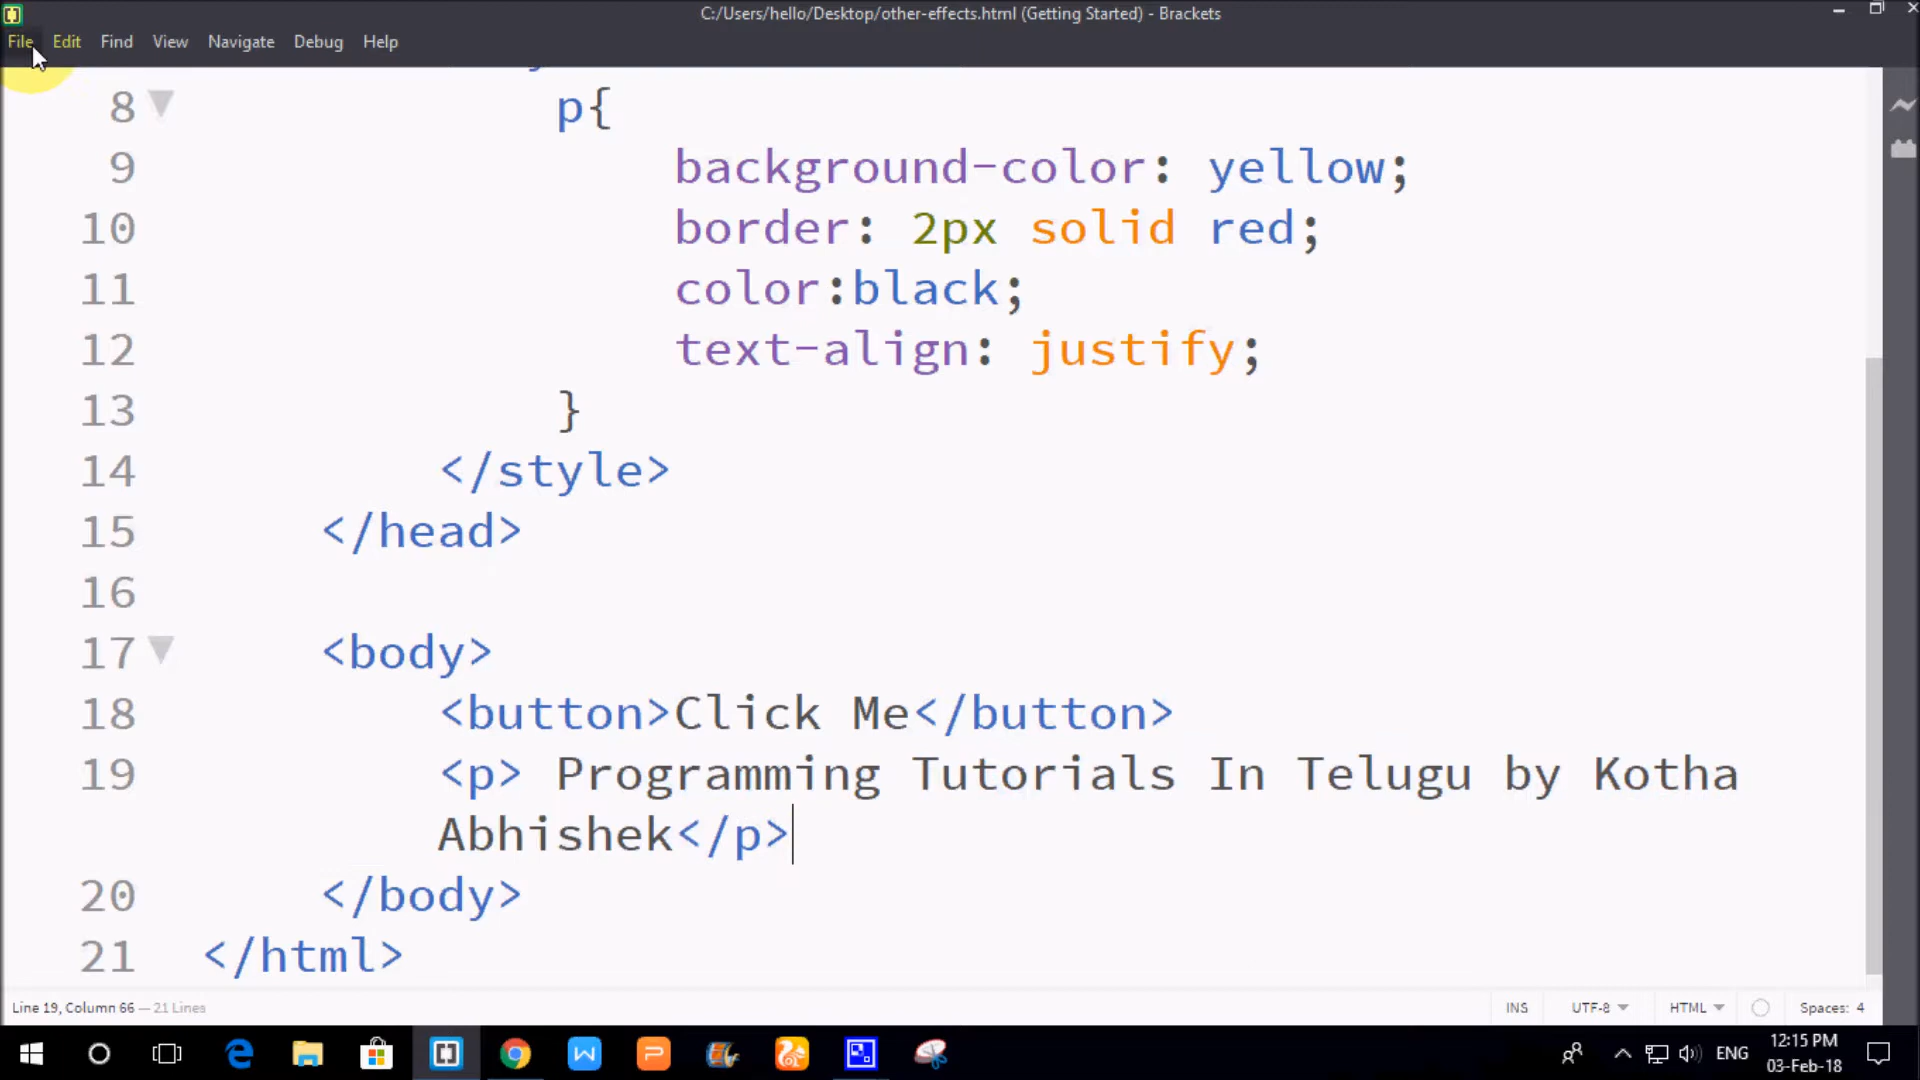 C:/Users/hello/Desktop/other-effects.html (Getting Started) - Brackets
File Edit Find View Navigate Debug Help
8 p{
9 background-color: yellow;
10 border: 2px solid red;
11 color:black;
12 text-align: justify;
13 }
14 </style>
15 </head>
16
17 <body>
18 <button>Click Me</button>
19 <p> Programming Tutorials In Telugu by Kotha
Abhishek</p>
20 </body>
21 </html>
Line 19, Column 66 — 21 Lines
INS UTF-8 HTML Spaces: 4
12:15 PM
ENG
03-Feb-18